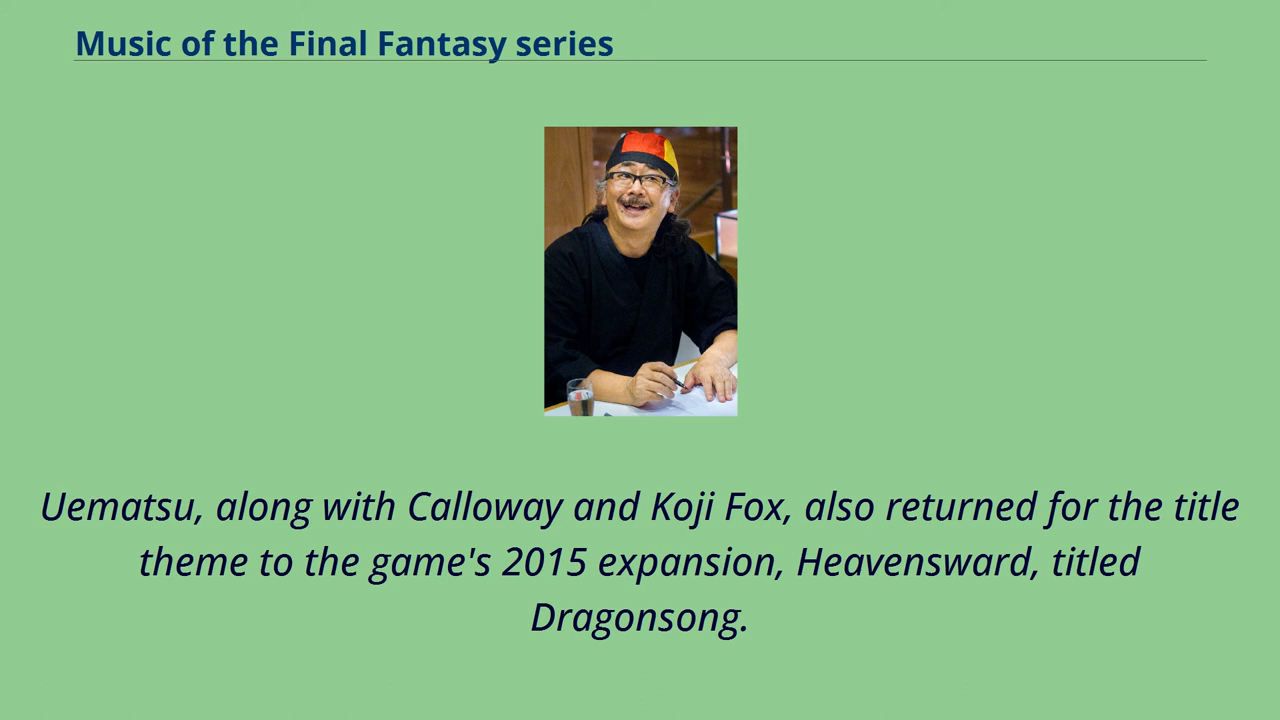 Music of the Final Fantasy series
Uematsu, along with Calloway and Koji Fox, also returned for the title
theme to the game's 2015 expansion, Heavensward, titled
Dragonsong.